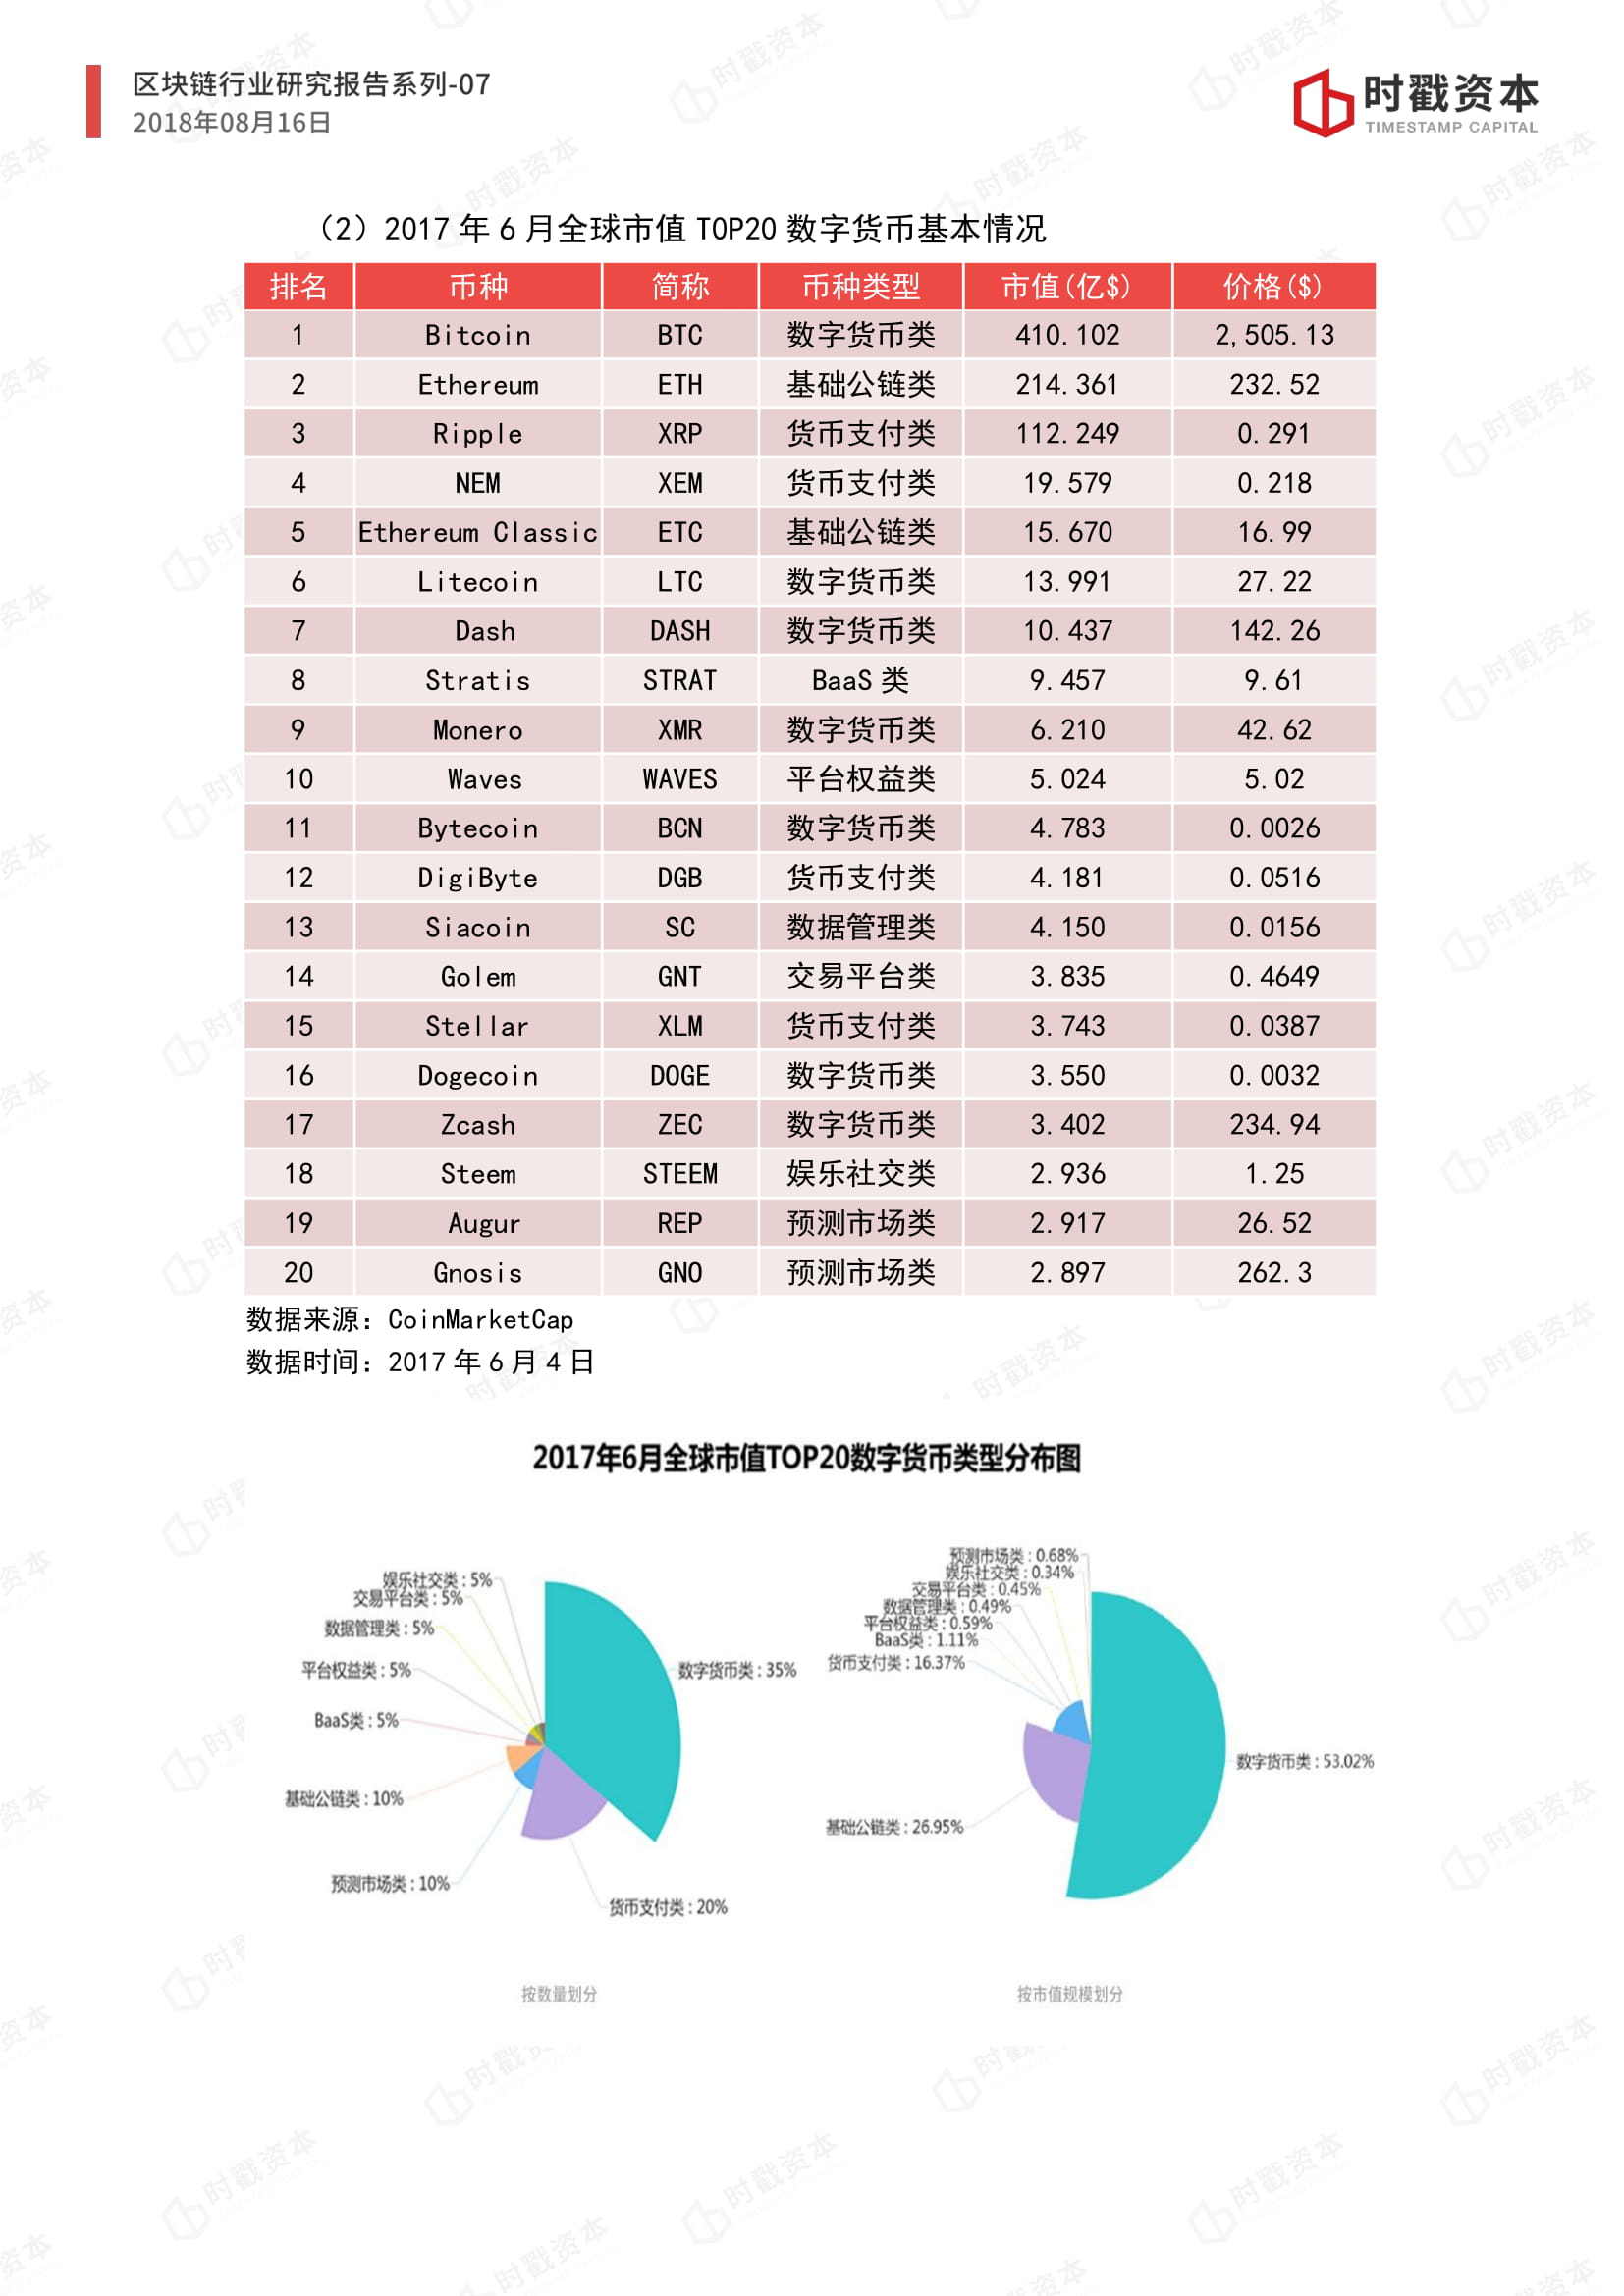 区块链行业研究报告系列-07
2018年08月16日
时戳资本
TIMESTAMP CAPITAL
（2）2017 年 6 月全球市值 TOP20 数字货币基本情况
排名 币种 简称 币种类型 市值(亿$) 价格($)
1 Bitcoin BTC 数字货币类 410.102 2,505.13
2 Ethereum ETH 基础公链类 214.361 232.52
3 Ripple XRP 货币支付类 112.249 0.291
4 NEM XEM 货币支付类 19.579 0.218
5 Ethereum Classic ETC 基础公链类 15.670 16.99
6 Litecoin LTC 数字货币类 13.991 27.22
7 Dash DASH 数字货币类 10.437 142.26
8 Stratis STRAT BaaS 类 9.457 9.61
9 Monero XMR 数字货币类 6.210 42.62
10 Waves WAVES 平台权益类 5.024 5.02
11 Bytecoin BCN 数字货币类 4.783 0.0026
12 DigiByte DGB 货币支付类 4.181 0.0516
13 Siacoin SC 数据管理类 4.150 0.0156
14 Golem GNT 交易平台类 3.835 0.4649
15 Stellar XLM 货币支付类 3.743 0.0387
16 Dogecoin DOGE 数字货币类 3.550 0.0032
17 Zcash ZEC 数字货币类 3.402 234.94
18 Steem STEEM 娱乐社交类 2.936 1.25
19 Augur REP 预测市场类 2.917 26.52
20 Gnosis GNO 预测市场类 2.897 262.3
数据来源：CoinMarketCap
数据时间：2017 年 6 月 4 日
2017年6月全球市值TOP20数字货币类型分布图
娱乐社交类 : 5%
交易平台类 : 5%
数据管理类 : 5%
平台权益类 : 5%
BaaS类 : 5%
基础公链类 : 10%
预测市场类 : 10%
货币支付类 : 20%
数字货币类 : 35%
按数量划分
预测市场类 : 0.68%
娱乐社交类 : 0.34%
交易平台类 : 0.45%
数据管理类 : 0.49%
平台权益类 : 0.59%
BaaS类 : 1.11%
货币支付类 : 16.37%
基础公链类 : 26.95%
数字货币类 : 53.02%
按市值规模划分